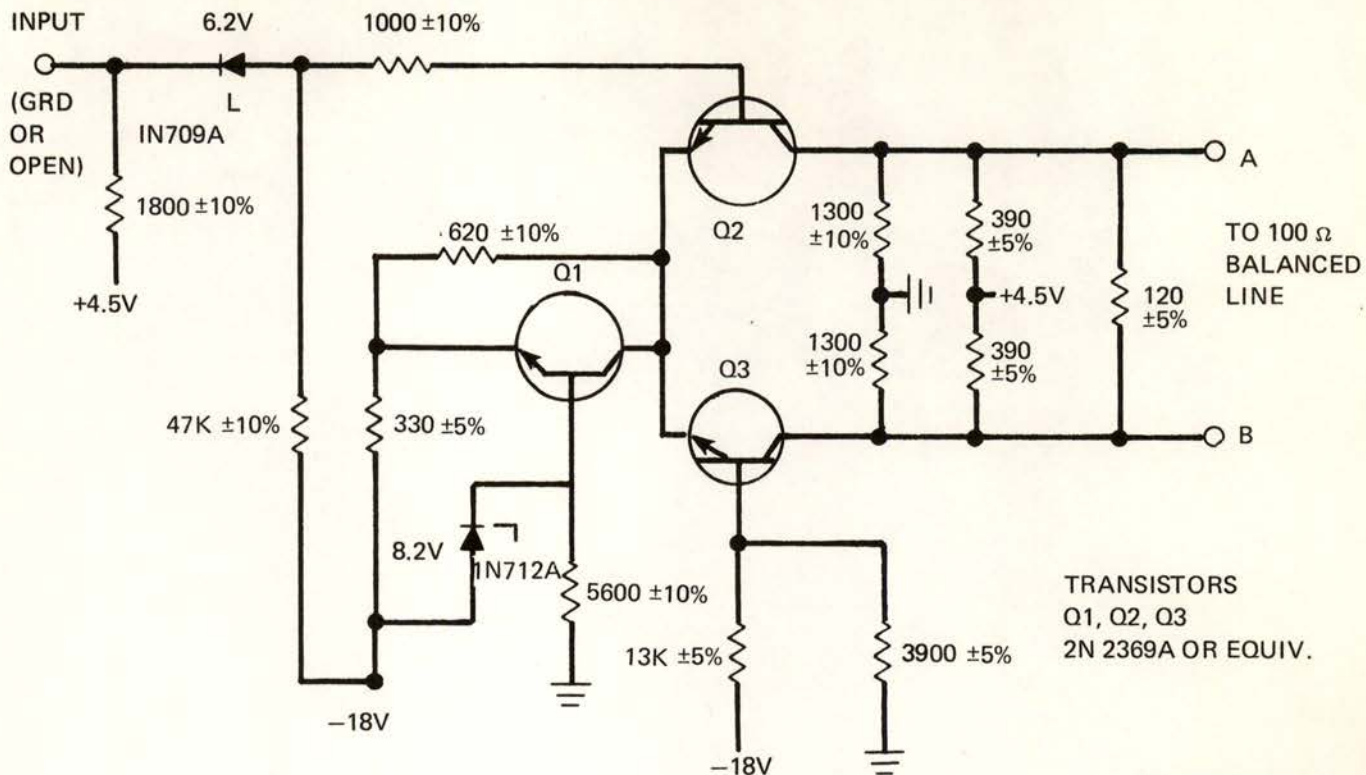 INPUT
(GRD
OR
OPEN)
6.2V
L
IN709A
1800 ±10%
+4.5V
1000 ±10%
Q2
620 ±10%
Q1
47K ±10%
330 ±5%
8.2V
1N712A
5600 ±10%
−18V
Q3
13K ±5%
−18V
3900 ±5%
1300
±10%
1300
±10%
390
±5%
+4.5V
390
±5%
120
±5%
A
TO 100 Ω
BALANCED
LINE
B
TRANSISTORS
Q1, Q2, Q3
2N 2369A OR EQUIV.